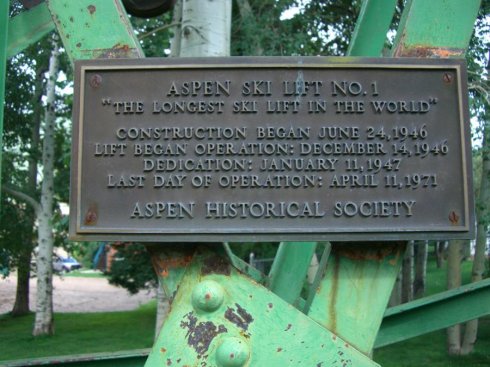 ASPEN SKI LIFT NO. 1
"THE LONGEST SKI LIFT IN THE WORLD"
CONSTRUCTION BEGAN JUNE 24, 1946
LIFT BEGAN OPERATION: DECEMBER 14, 1946
DEDICATION: JANUARY 11, 1947
LAST DAY OF OPERATION: APRIL 11, 1971
ASPEN HISTORICAL SOCIETY